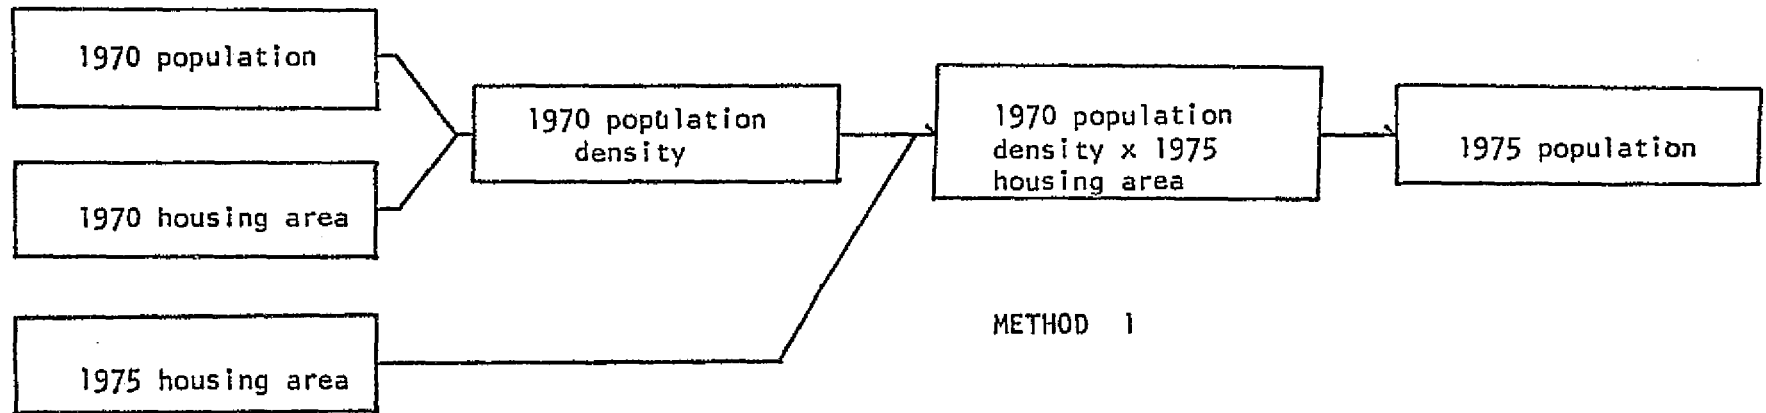 1970 population
1970 housing area
1975 housing area
1970 population
density
1970 population
density x 1975
housing area
1975 population
METHOD 1